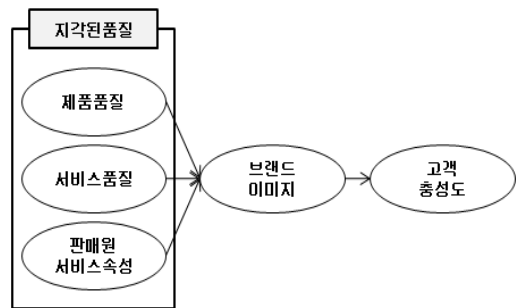 지각된품질
제품품질
서비스품질
판매원
서비스속성
브랜드
이미지
고객
충성도